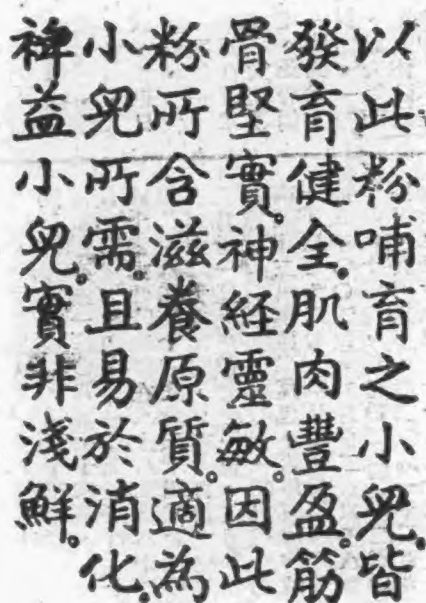 以此粉哺育之小兒。皆
發育健全。肌肉豐盈。筋
骨堅實。神経靈敏。因此
粉所含滋養原質。適為
小兒所需。且易於消化。
裨益小兒。實非淺鮮。